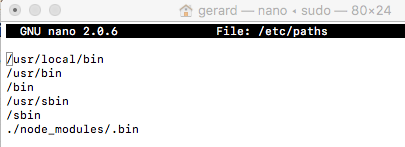 gerard — nano ◂ sudo — 80×24
GNU nano 2.0.6 File: /etc/paths
/usr/local/bin
/usr/bin
/bin
/usr/sbin
/sbin
./node_modules/.bin